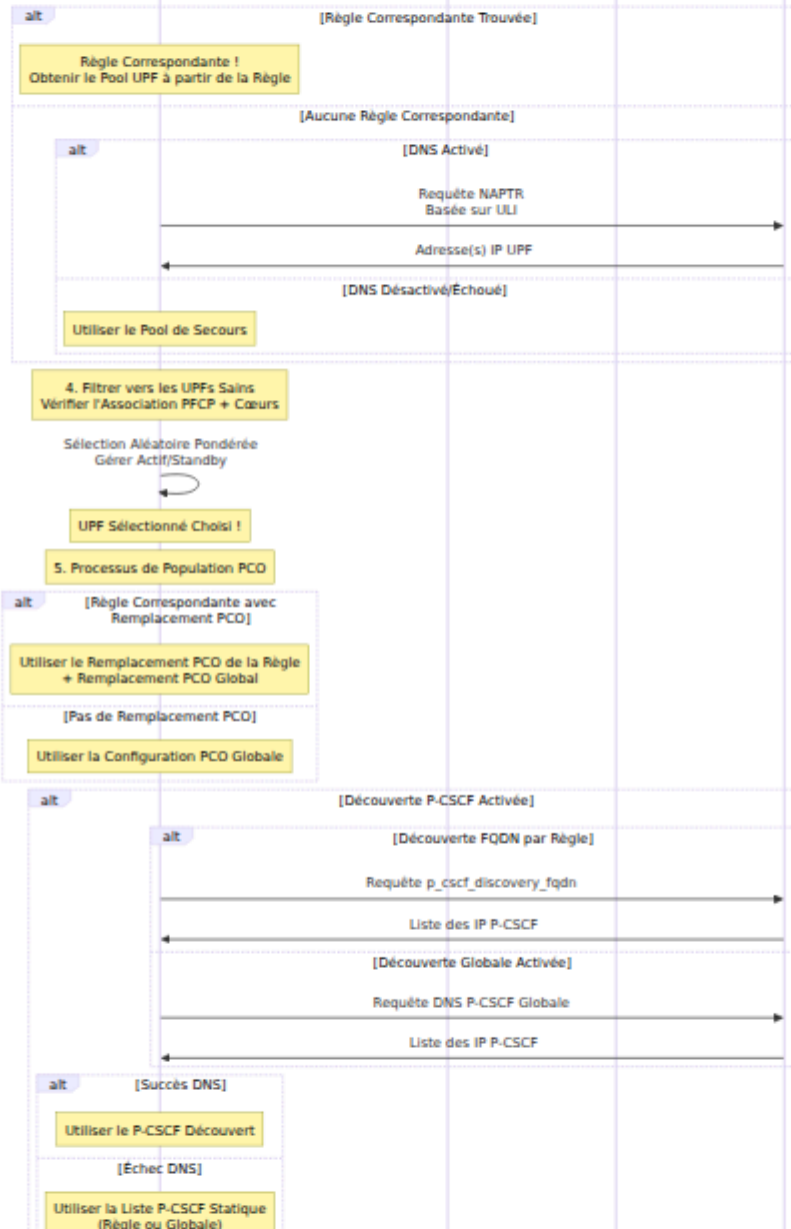 alt
[Règle Correspondante Trouvée]
Règle Correspondante !
Obtenir le Pool UPF à partir de la Règle
[Aucune Règle Correspondante]
alt
[DNS Activé]
Requête NAPTR
Basée sur ULI
Adresse(s) IP UPF
[DNS Désactivé/Échoué]
Utiliser le Pool de Secours
4. Filtrer vers les UPFs Sains
Vérifier l'Association PFCP + Cœurs
Sélection Aléatoire Pondérée
Gérer Actif/Standby
UPF Sélectionné Choisi !
5. Processus de Population PCO
alt
[Règle Correspondante avec
Remplacement PCO]
Utiliser le Remplacement PCO de la Règle
+ Remplacement PCO Global
[Pas de Remplacement PCO]
Utiliser la Configuration PCO Globale
alt
[Découverte P-CSCF Activée]
alt
[Découverte FQDN par Règle]
Requête p_cscf_discovery_fqdn
Liste des IP P-CSCF
[Découverte Globale Activée]
Requête DNS P-CSCF Globale
Liste des IP P-CSCF
alt
[Succès DNS]
Utiliser le P-CSCF Découvert
[Échec DNS]
Utiliser la Liste P-CSCF Statique
(Règle ou Globale)